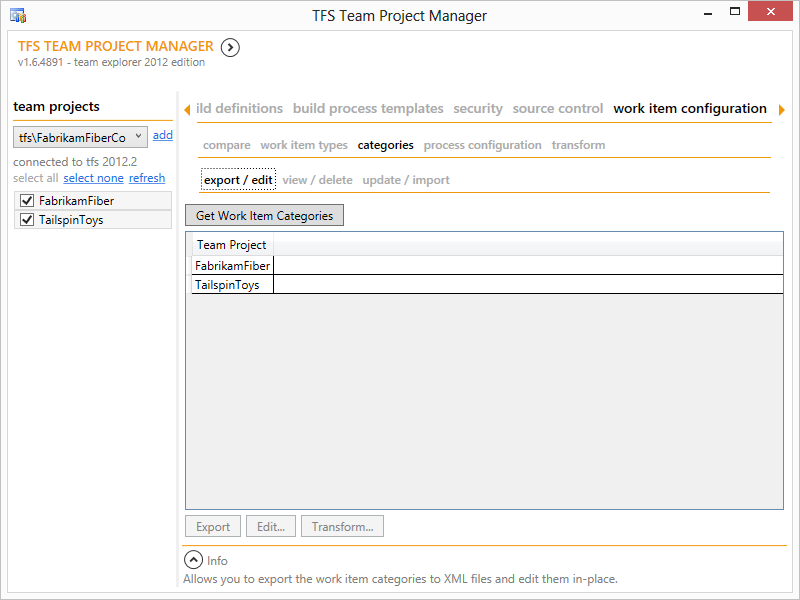 TFS Team Project Manager
TFS TEAM PROJECT MANAGER
v1.6.4891 - team explorer 2012 edition
team projects
tfs\FabrikamFiberCo
add
connected to tfs 2012.2
select all select none refresh
FabrikamFiber
TailspinToys
ild definitions build process templates security source control work item configuration
compare work item types categories process configuration transform
export / edit view / delete update / import
Get Work Item Categories
Team Project
FabrikamFiber
TailspinToys
Export Edit... Transform...
Info
Allows you to export the work item categories to XML files and edit them in-place.